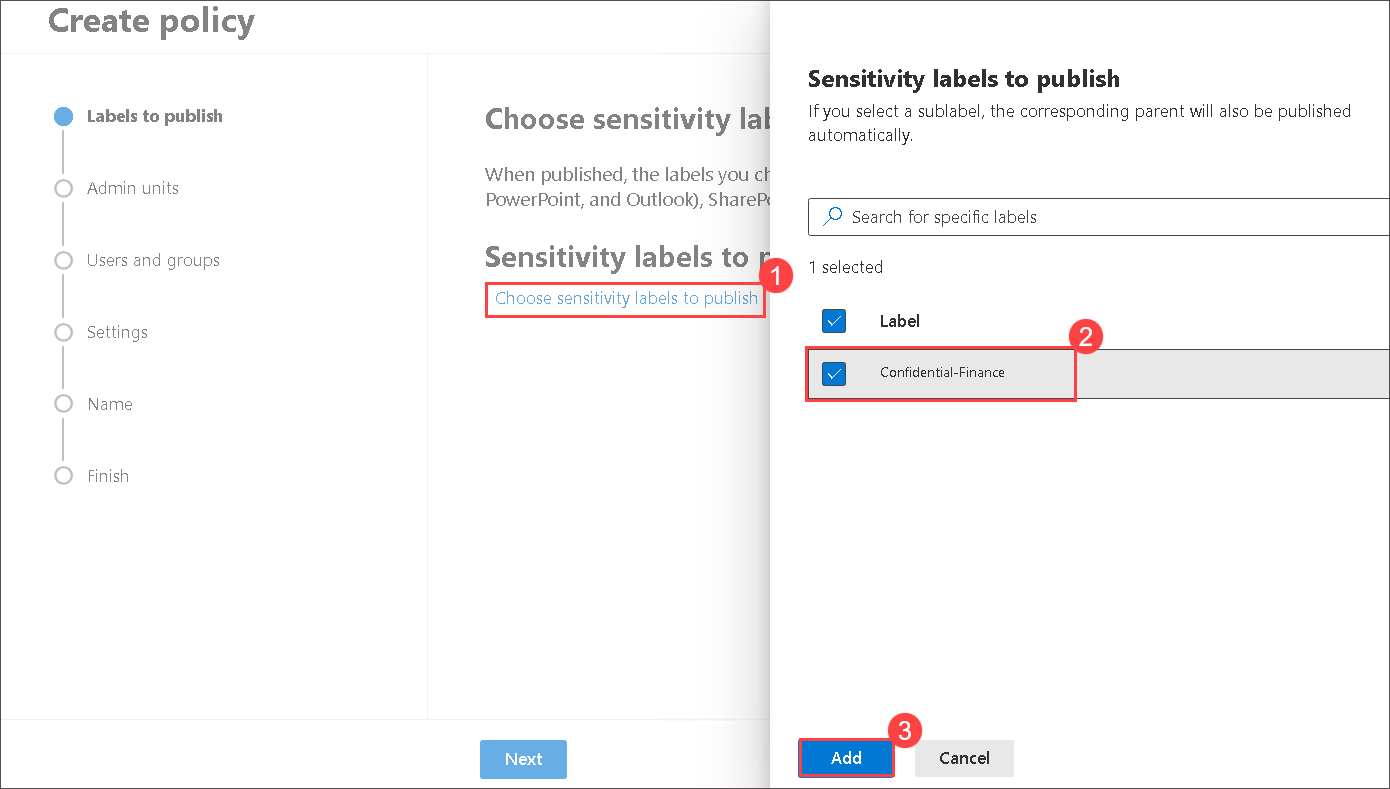 Create policy
Labels to publish
Admin units
Users and groups
Settings
Name
Finish
Choose sensitivity
When published, the labels you
PowerPoint, and Outlook),
Sensitivity labels to
Choose sensitivity labels to publish
1
Next
Sensitivity labels to publish
If you select a sublabel, the corresponding parent will also be published
automatically.
Search for specific labels
1 selected
Label
2
Confidential-Finance
3
Add
Cancel